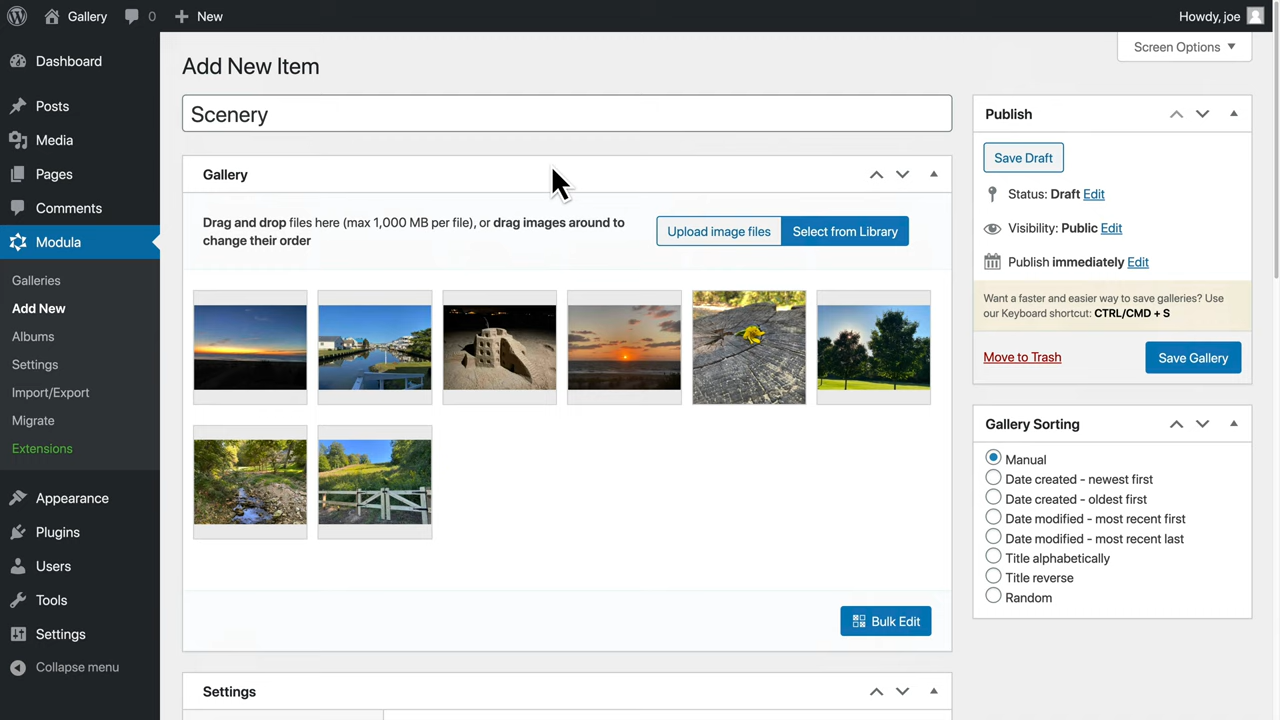 Gallery
0
New
Howdy, joe
Dashboard
Posts
Media
Pages
Comments
Modula
Galleries
Add New
Albums
Settings
Import/Export
Migrate
Extensions
Appearance
Plugins
Users
Tools
Settings
Collapse menu
Screen Options
Add New Item
Scenery
Gallery
Drag and drop files here (max 1,000 MB per file), or drag images around to
change their order
Upload image files
Select from Library
Bulk Edit
Settings
Publish
Save Draft
Status: Draft Edit
Visibility: Public Edit
Publish immediately Edit
Want a faster and easier way to save galleries? Use
our Keyboard shortcut: CTRL/CMD + S
Move to Trash
Save Gallery
Gallery Sorting
Manual
Date created - newest first
Date created - oldest first
Date modified - most recent first
Date modified - most recent last
Title alphabetically
Title reverse
Random